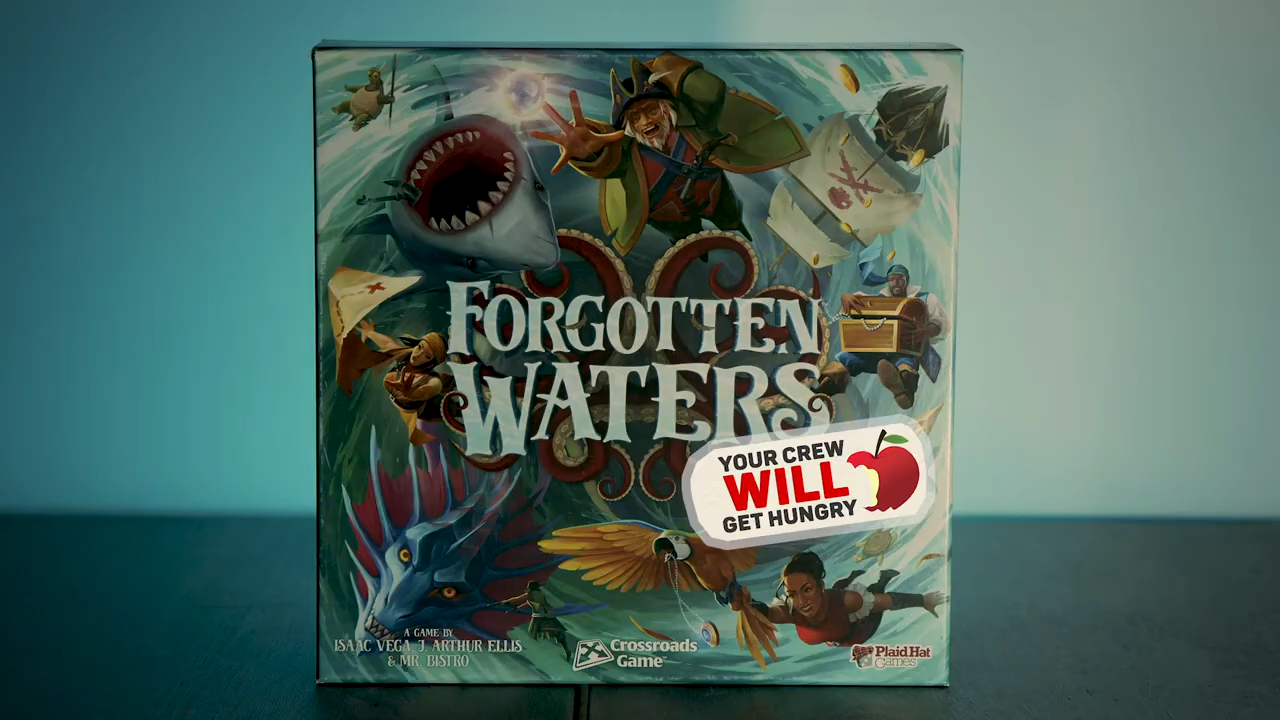 FORGOTTEN
WATERS
YOUR CREW
WILL
GET HUNGRY
A GAME BY
ISAAC VEGA, J. ARTHUR ELLIS
& MR. BISTRO
Crossroads
Game
Plaid Hat
Games